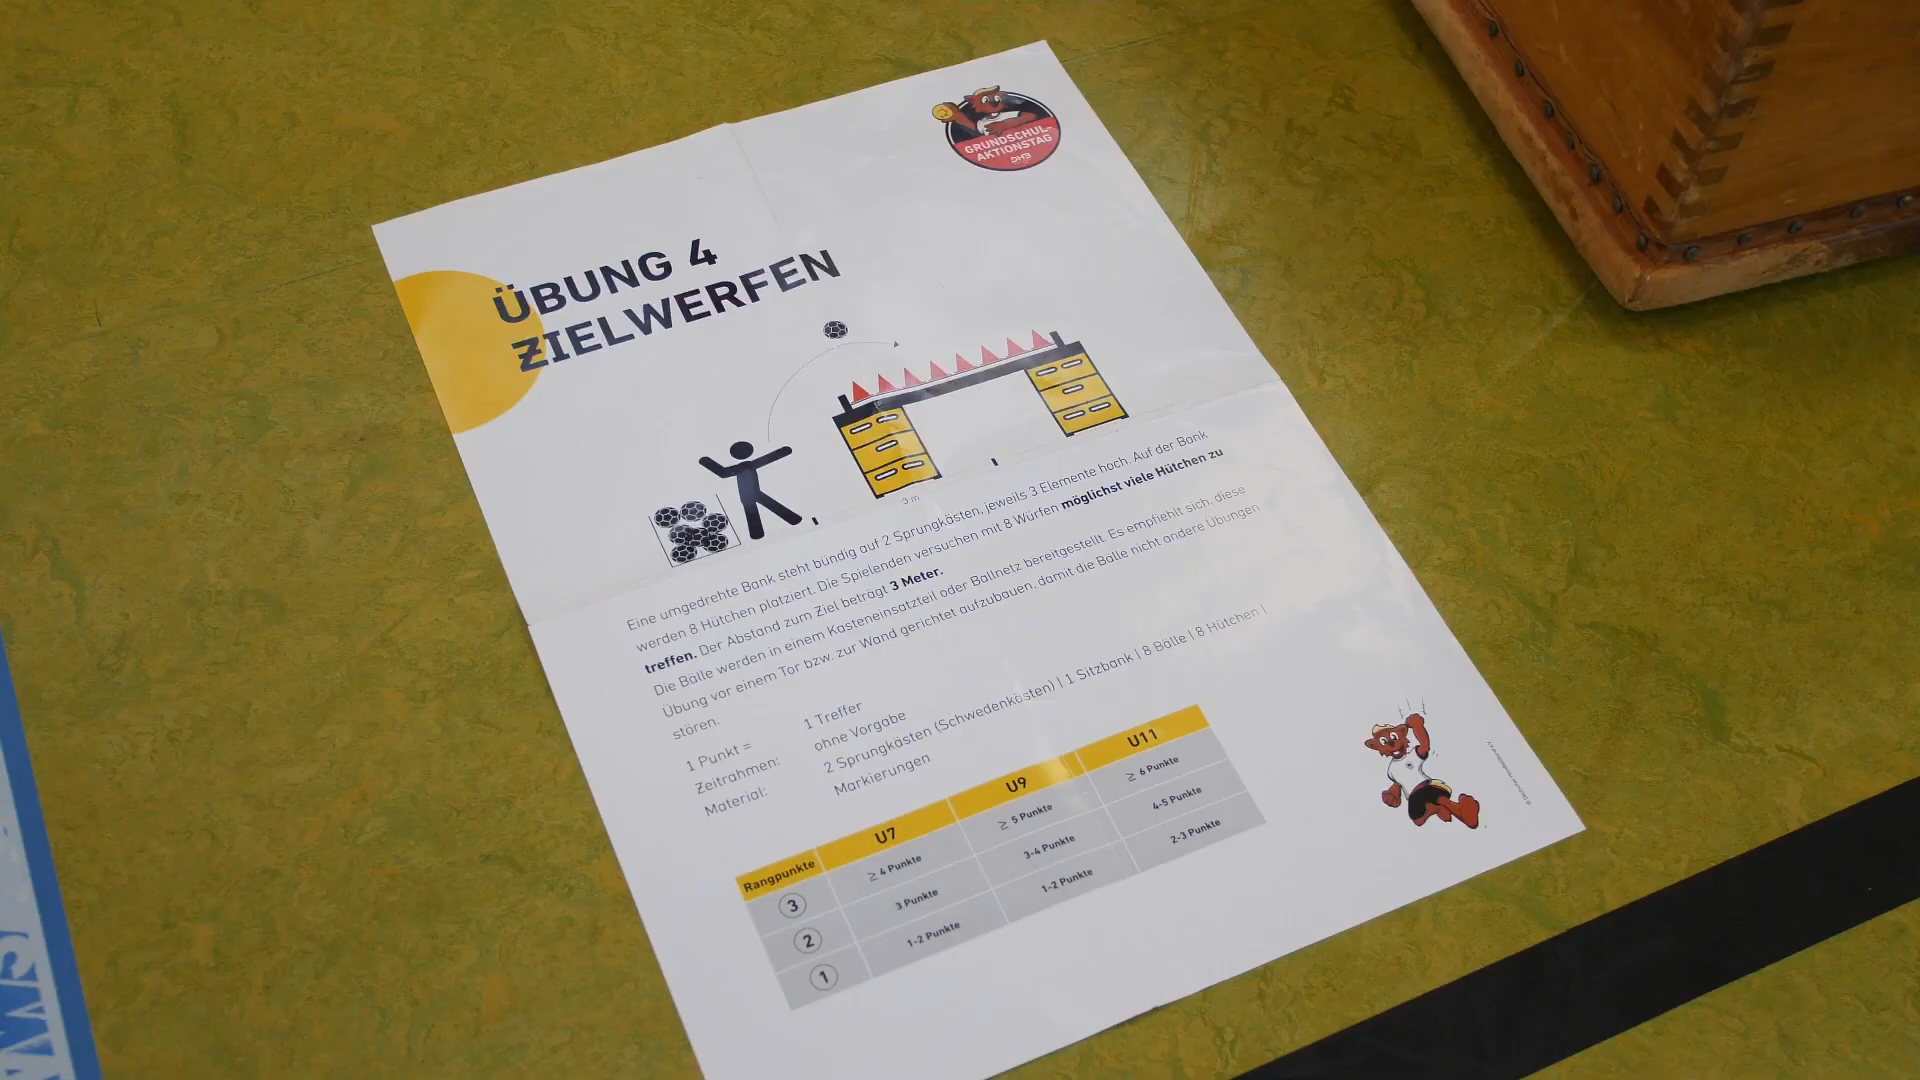 GRUNDSCHUL-
AKTIONSTAG
DHB
ÜBUNG 4
ZIELWERFEN
3 m
Eine umgedrehte Bank steht bündig auf 2 Sprungkästen, jeweils 3 Elemente hoch. Auf der Bank
werden 8 Hütchen platziert. Die Spielenden versuchen mit 8 Würfen möglichst viele Hütchen zu
treffen. Der Abstand zum Ziel beträgt 3 Meter.
Die Bälle werden in einem Kasteneinsatzteil oder Ballnetz bereitgestellt. Es empfiehlt sich, diese
Übung vor einem Tor bzw. zur Wand gerichtet aufzubauen, damit die Bälle nicht andere Übungen
stören.
1 Punkt = 1 Treffer
Zeitrahmen: ohne Vorgabe
Material: 2 Sprungkästen (Schwedenkästen) | 1 Sitzbank | 8 Bälle | 8 Hütchen |
Markierungen
Rangpunkte U7 U9 U11
3 ≥ 4 Punkte ≥ 5 Punkte ≥ 6 Punkte
2 3 Punkte 3-4 Punkte 4-5 Punkte
1 1-2 Punkte 1-2 Punkte 2-3 Punkte